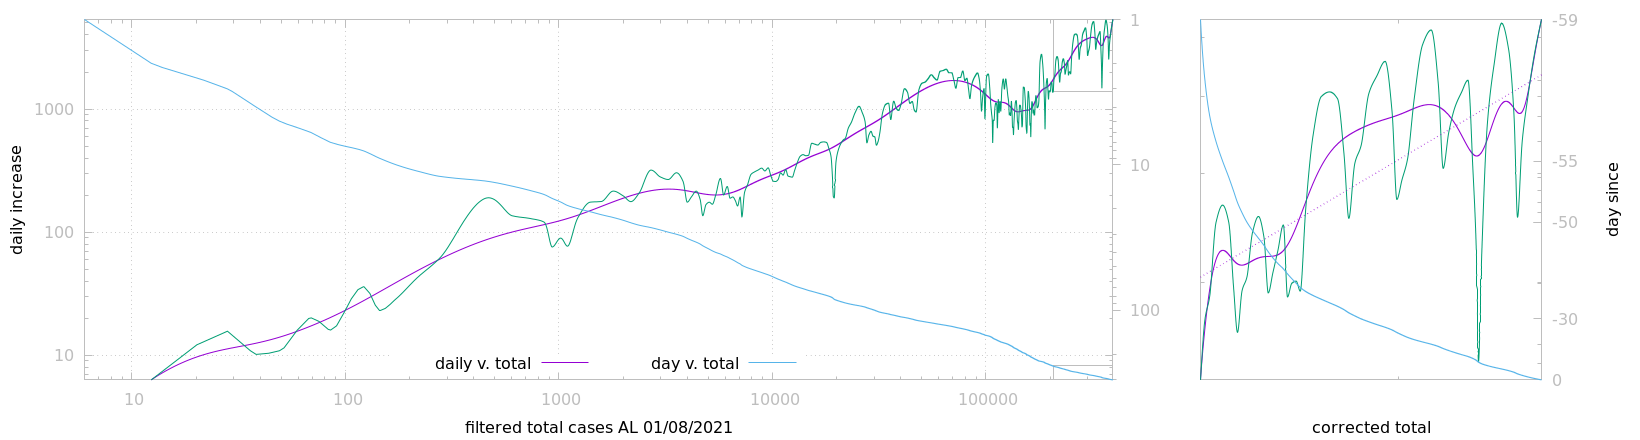 daily increase
1000
100
10
10
100
1000
10000
100000
daily v. total
day v. total
filtered total cases AL 01/08/2021
1
10
100
-59
-55
-50
-30
0
day since
corrected total